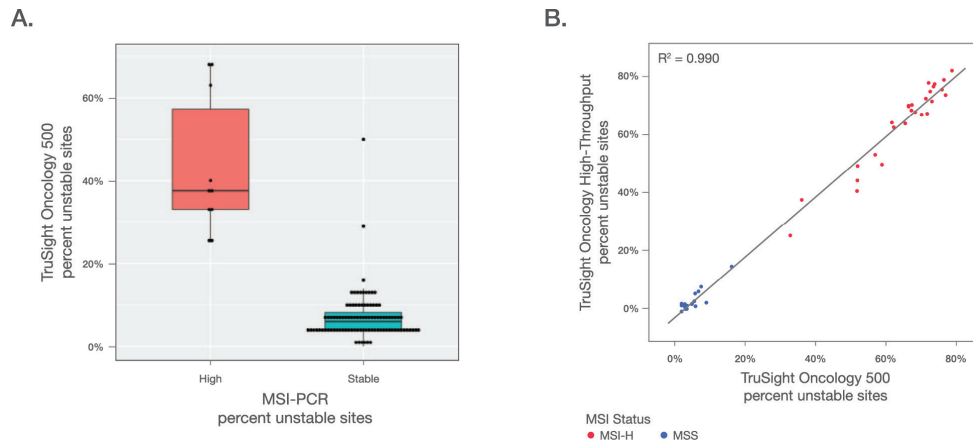 A.
TruSight Oncology 500
percent unstable sites
60%
40%
20%
0%
High
Stable
MSI-PCR
percent unstable sites
B.
R² = 0.990
TruSight Oncology High-Throughput
percent unstable sites
80%
60%
40%
20%
0%
0%
20%
40%
60%
80%
TruSight Oncology 500
percent unstable sites
MSI Status
MSI-H
MSS